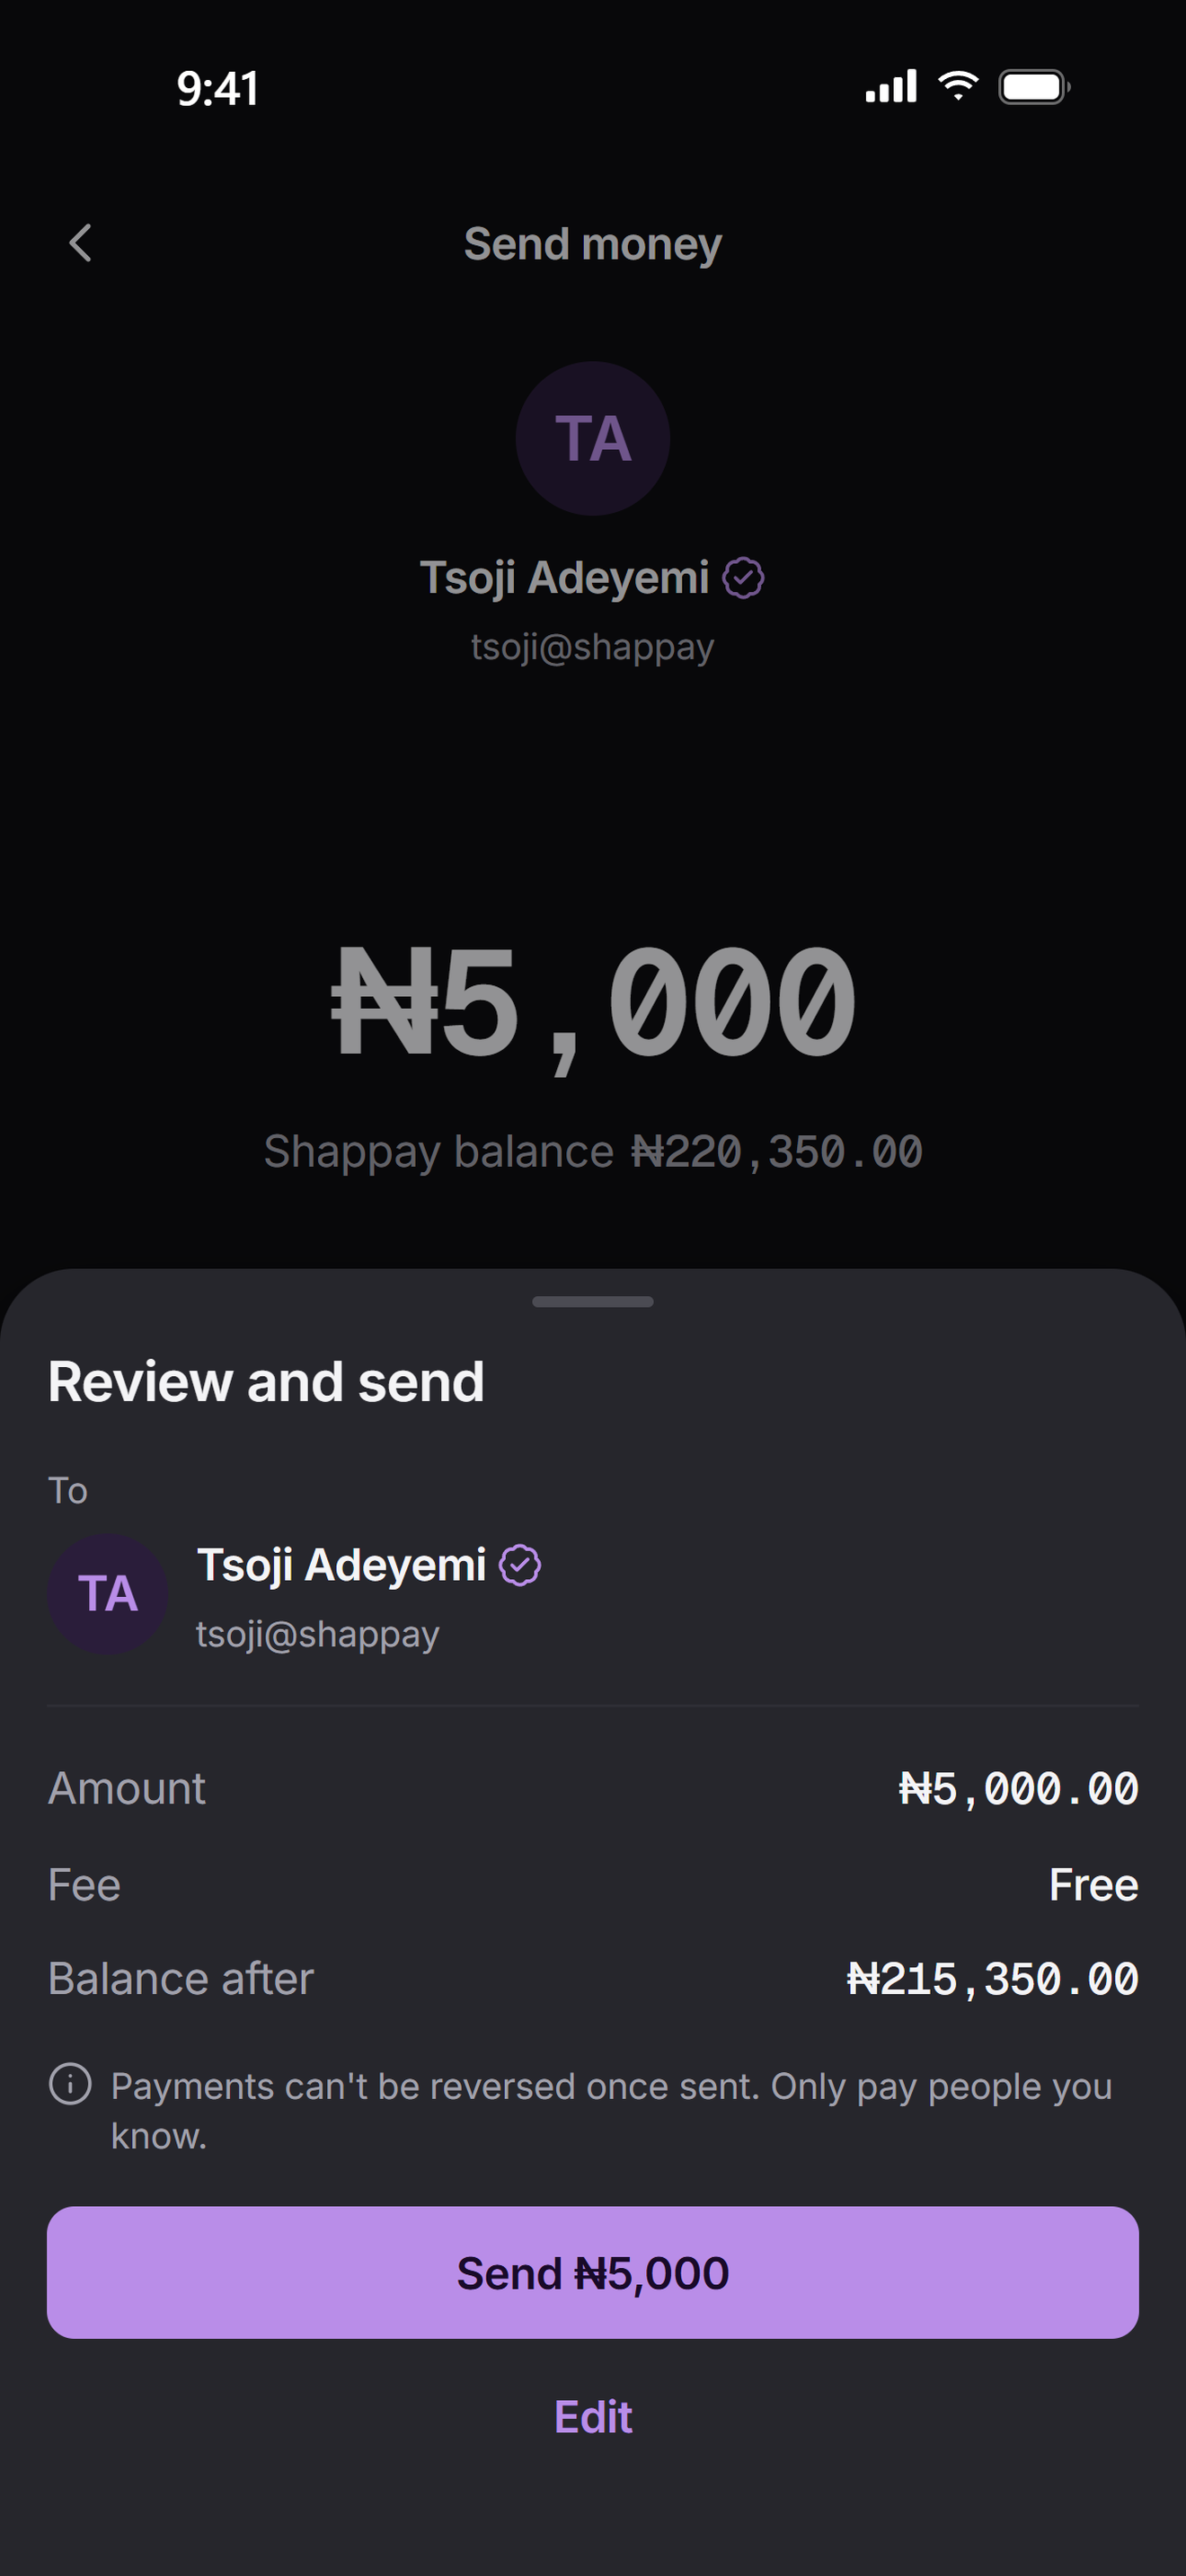 9:41
Send money
TA
Tsoji Adeyemi
tsoji@shappay
₦5,000
Shappay balance ₦220,350.00
Review and send
To
TA
Tsoji Adeyemi
tsoji@shappay
Amount ₦5,000.00
Fee Free
Balance after ₦215,350.00
Payments can't be reversed once sent. Only pay people you
know.
Send ₦5,000
Edit